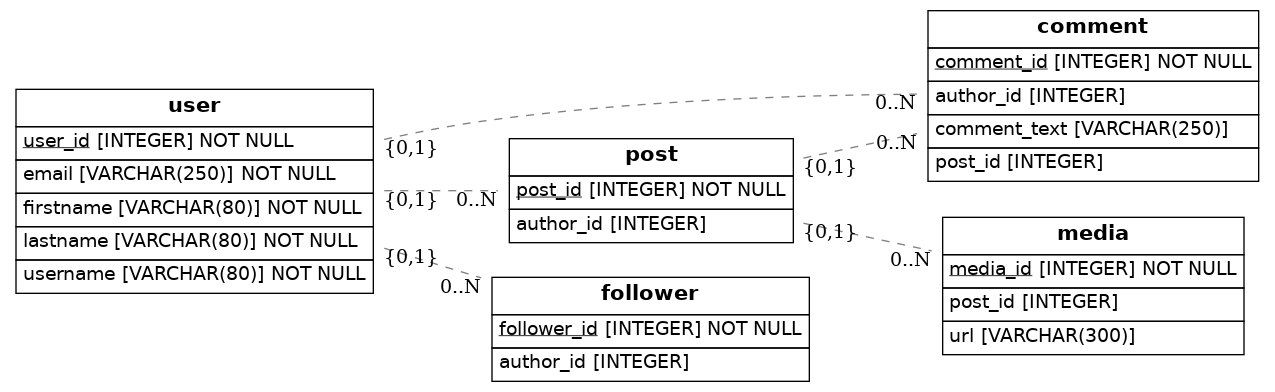 user
user_id [INTEGER] NOT NULL
email [VARCHAR(250)] NOT NULL
firstname [VARCHAR(80)] NOT NULL
lastname [VARCHAR(80)] NOT NULL
username [VARCHAR(80)] NOT NULL
{0,1}
0..N
{0,1}
0..N
{0,1}
0..N
post
post_id [INTEGER] NOT NULL
author_id [INTEGER]
follower
follower_id [INTEGER] NOT NULL
author_id [INTEGER]
{0,1}
0..N
{0,1}
0..N
comment
comment_id [INTEGER] NOT NULL
author_id [INTEGER]
comment_text [VARCHAR(250)]
post_id [INTEGER]
media
media_id [INTEGER] NOT NULL
post_id [INTEGER]
url [VARCHAR(300)]